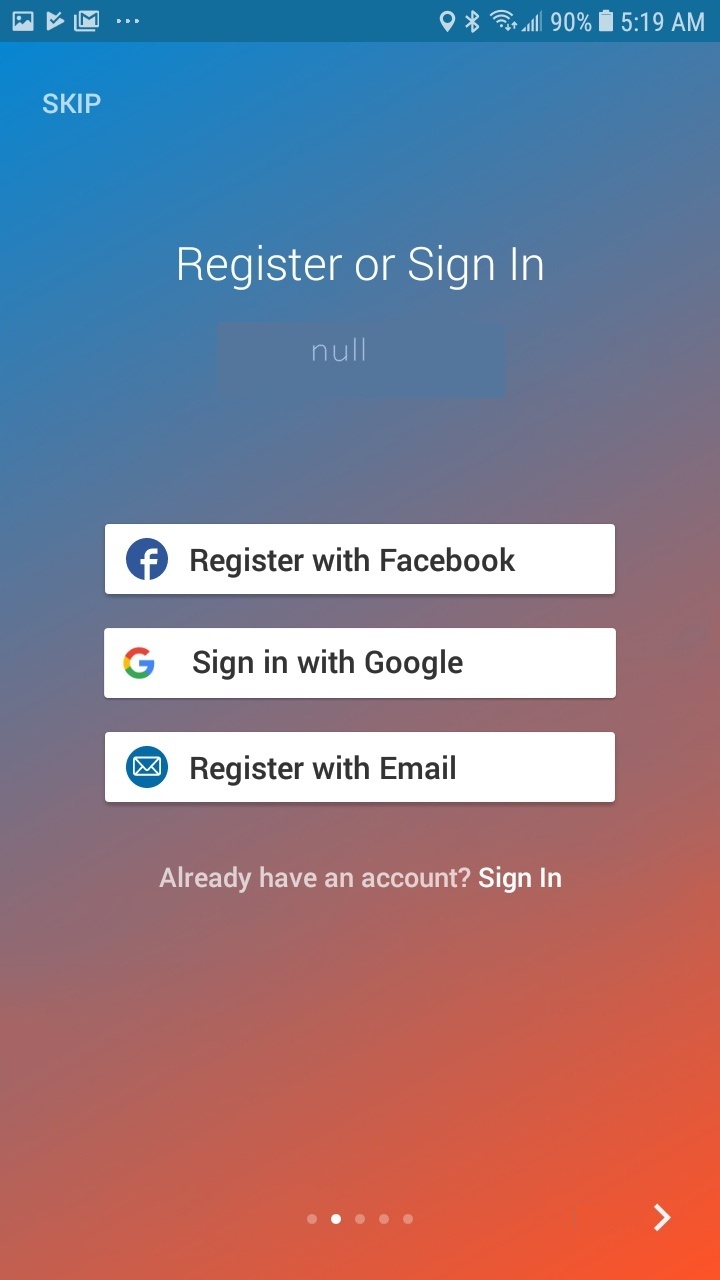 90% 5:19 AM
SKIP
Register or Sign In
null
Register with Facebook
Sign in with Google
Register with Email
Already have an account? Sign In